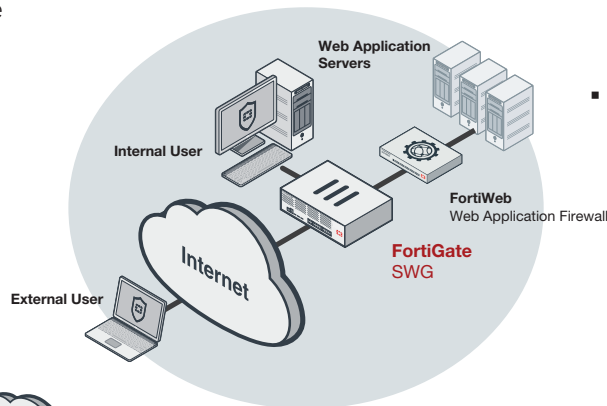 e
Web Application
Servers
Internal User
FortiWeb
Web Application Firewall
FortiGate
SWG
Internet
External User